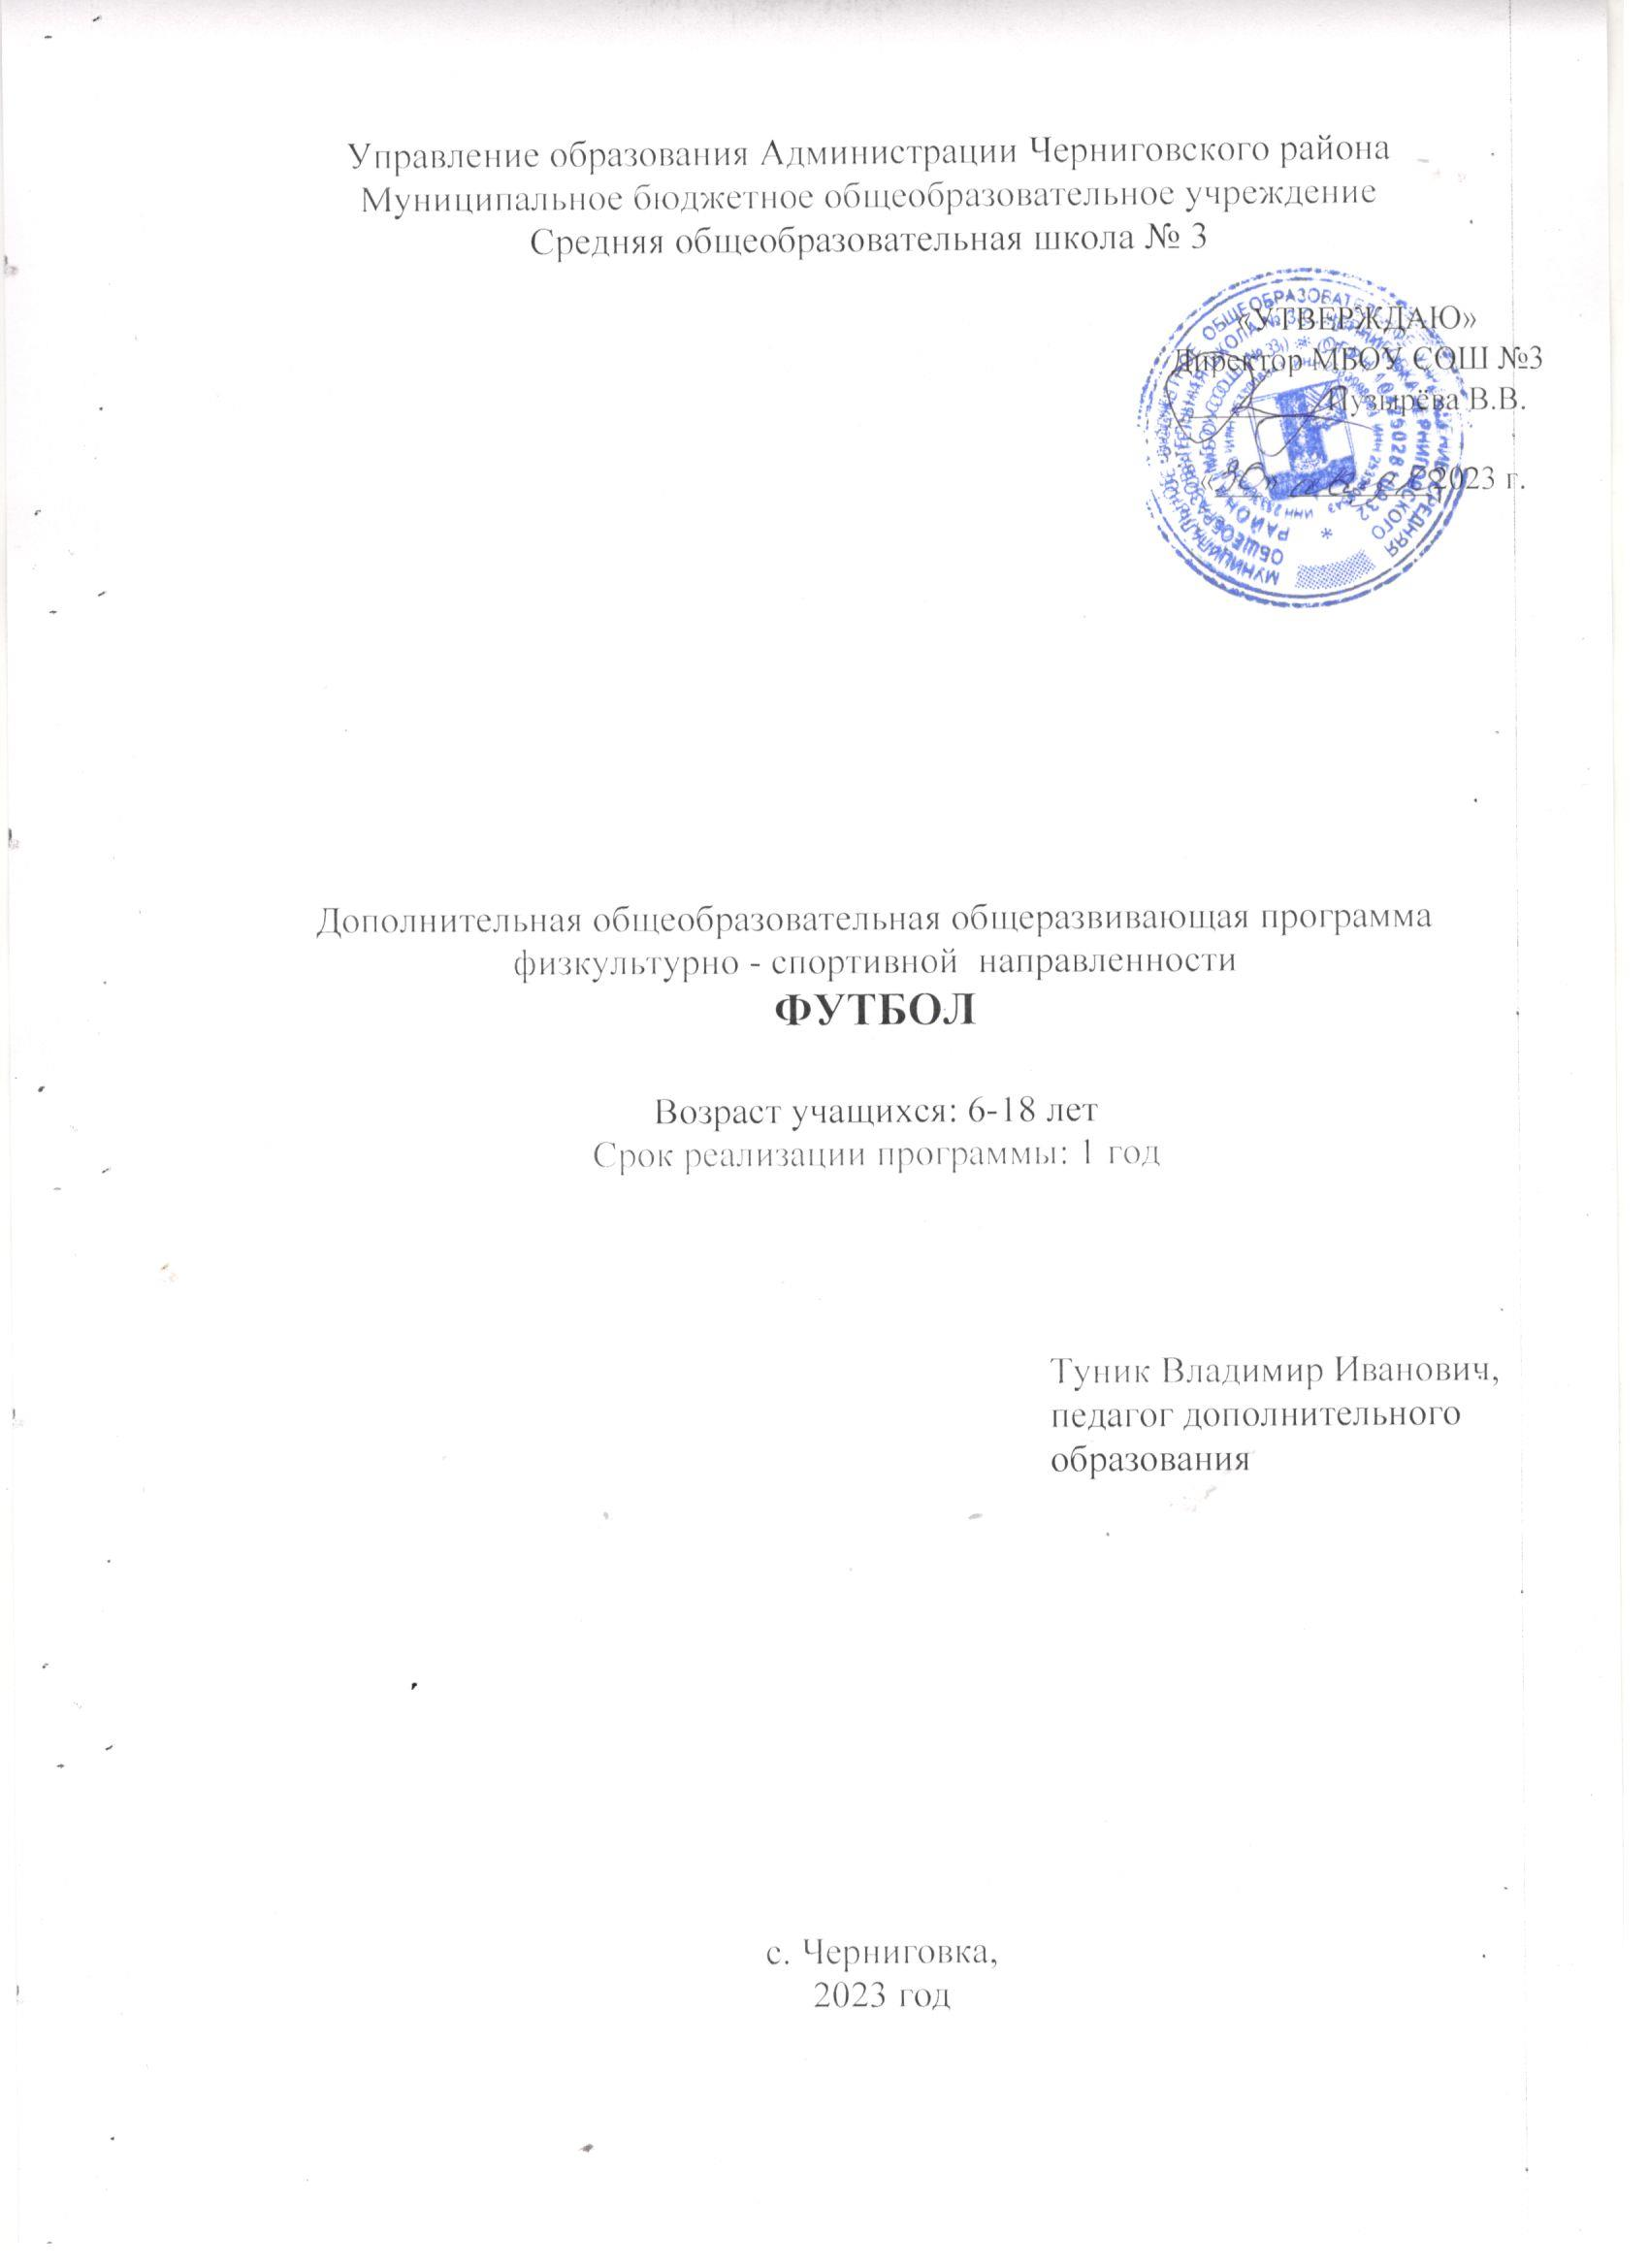 Управление образования Администрации Черниговского района
Муниципальное бюджетное общеобразовательное учреждение
Средняя общеобразовательная школа № 3
«УТВЕРЖДАЮ»
Директор МБОУ СОШ №3
Пузырёва В.В.
«30» 2023 г.
Дополнительная общеобразовательная общеразвивающая программа
физкультурно - спортивной направленности
ФУТБОЛ
Возраст учащихся: 6-18 лет
Срок реализации программы: 1 год
Туник Владимир Иванович,
педагог дополнительного
образования
с. Черниговка,
2023 год